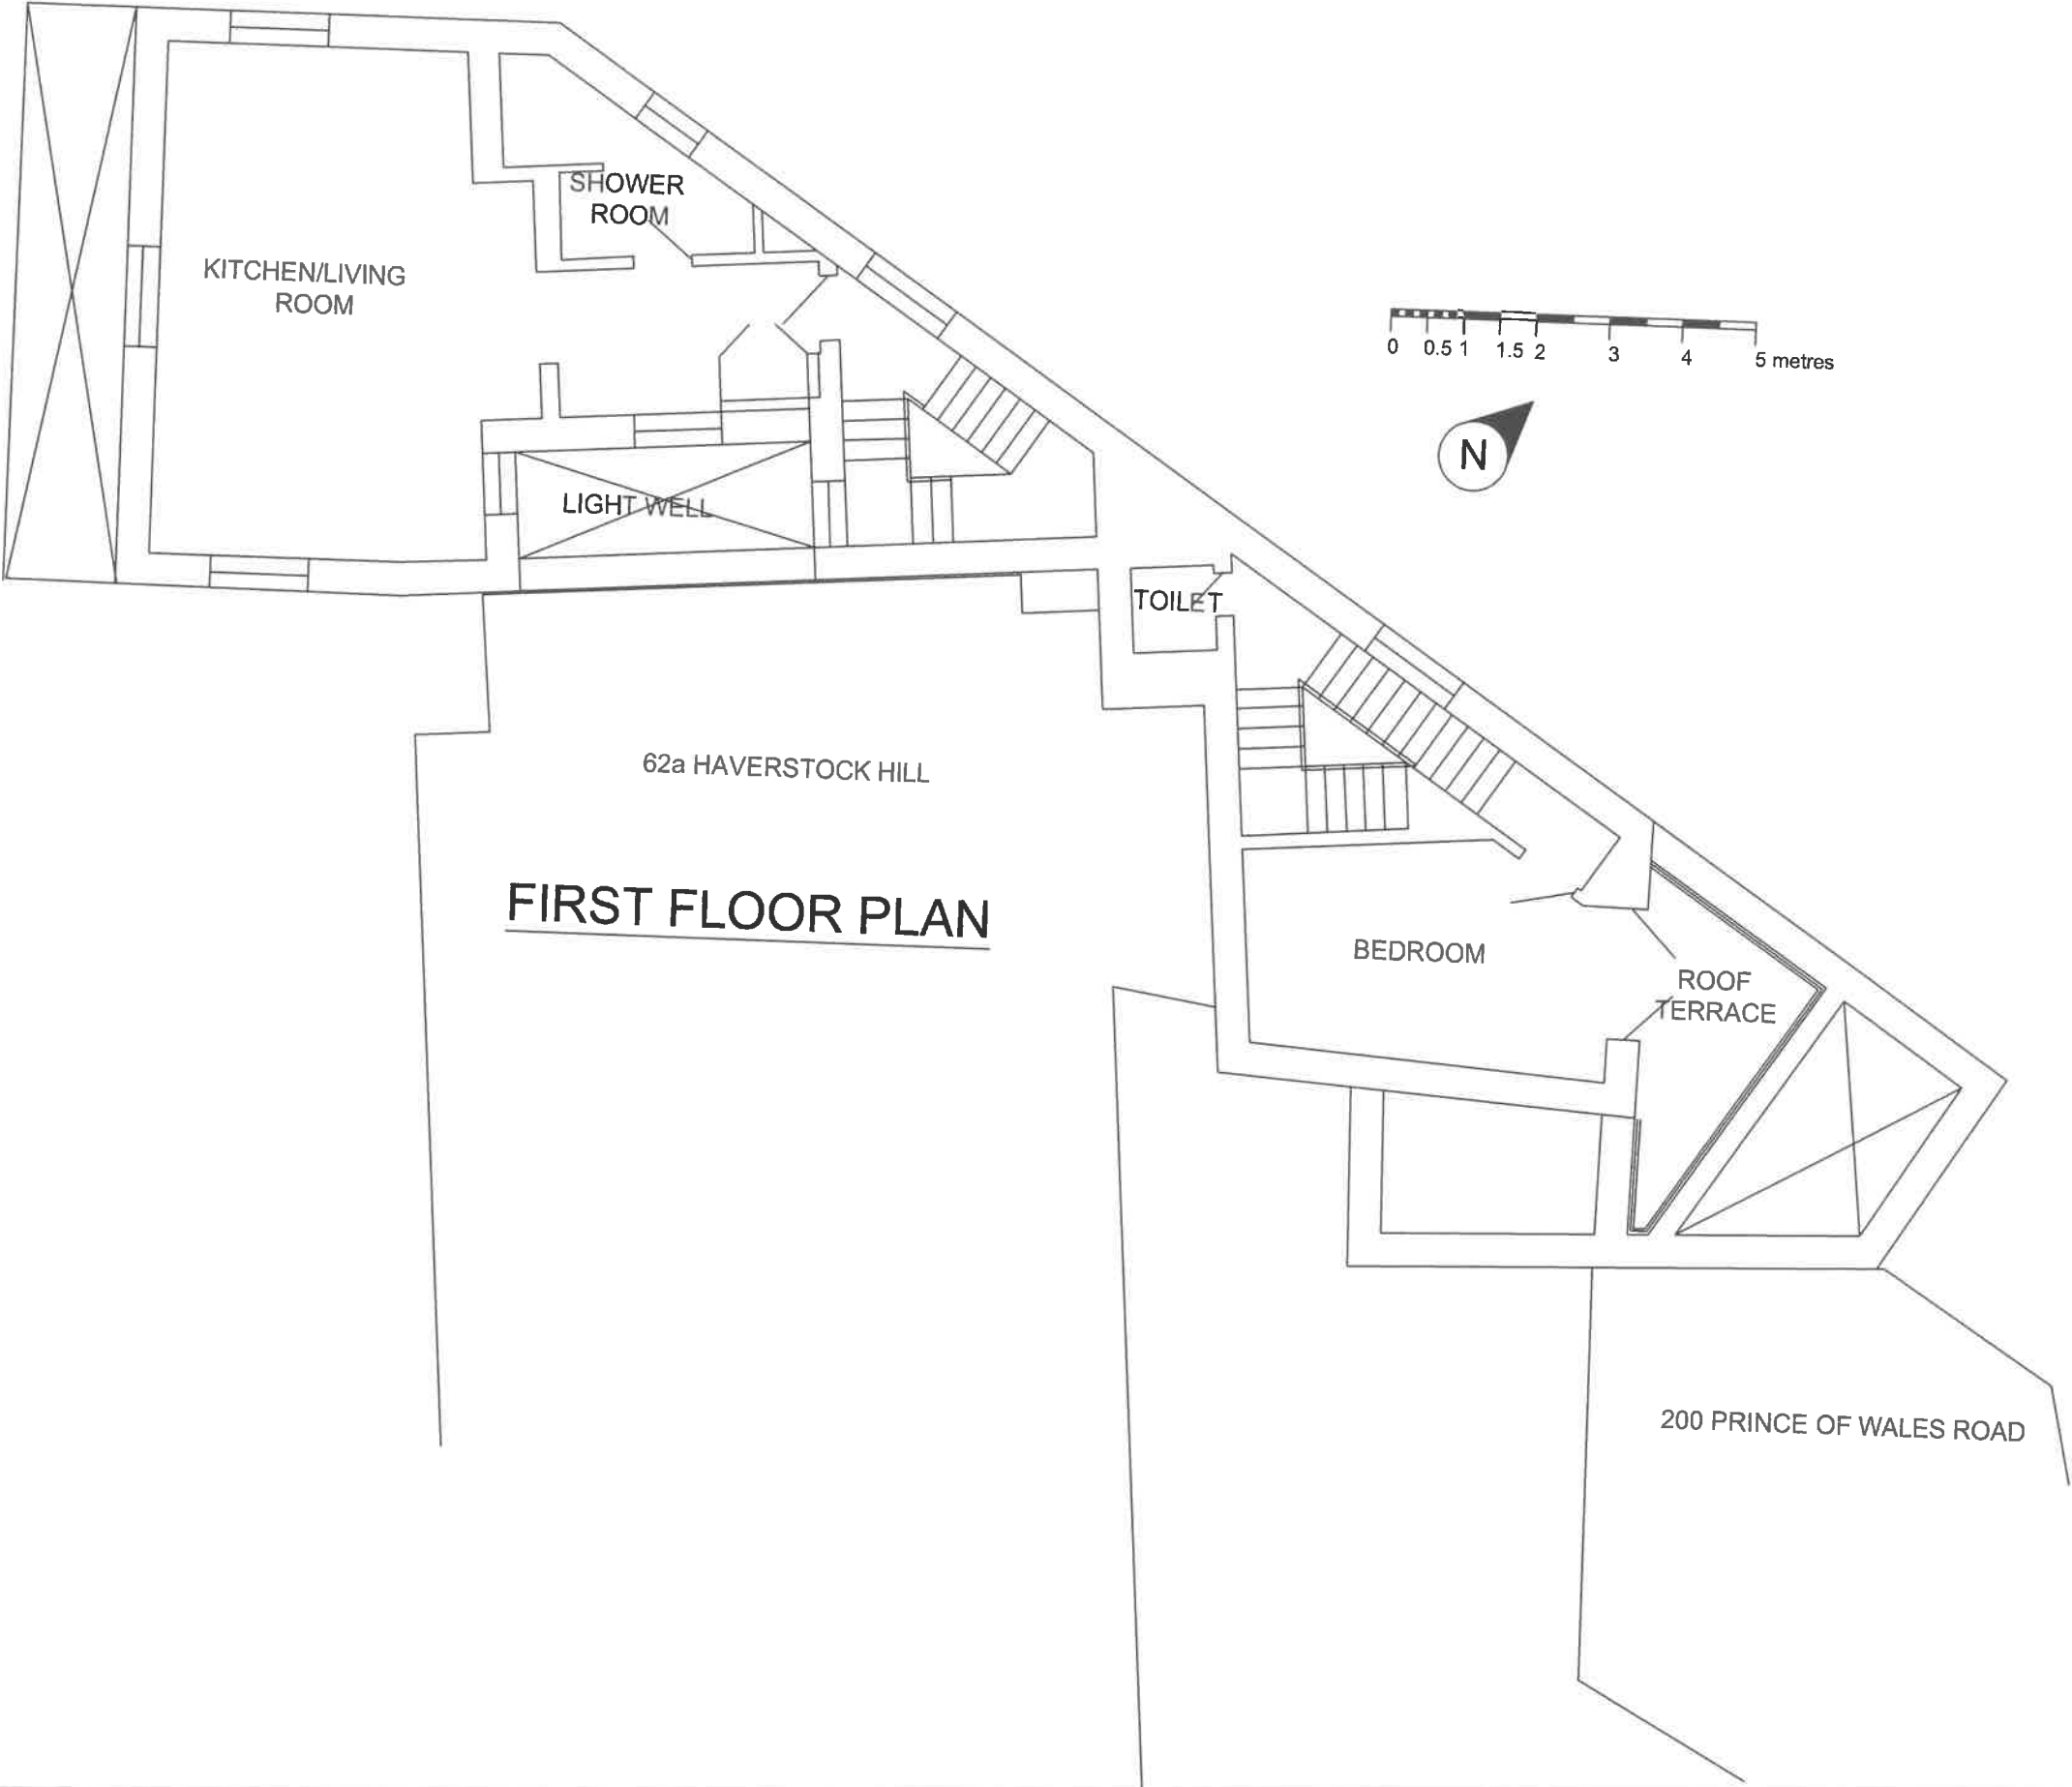 SHOWER
ROOM
KITCHEN/LIVING
ROOM
0 0.5 1 1.5 2 3 4 5 metres
N
LIGHT WELL
TOILET
62a HAVERSTOCK HILL
FIRST FLOOR PLAN
BEDROOM
ROOF
TERRACE
200 PRINCE OF WALES ROAD